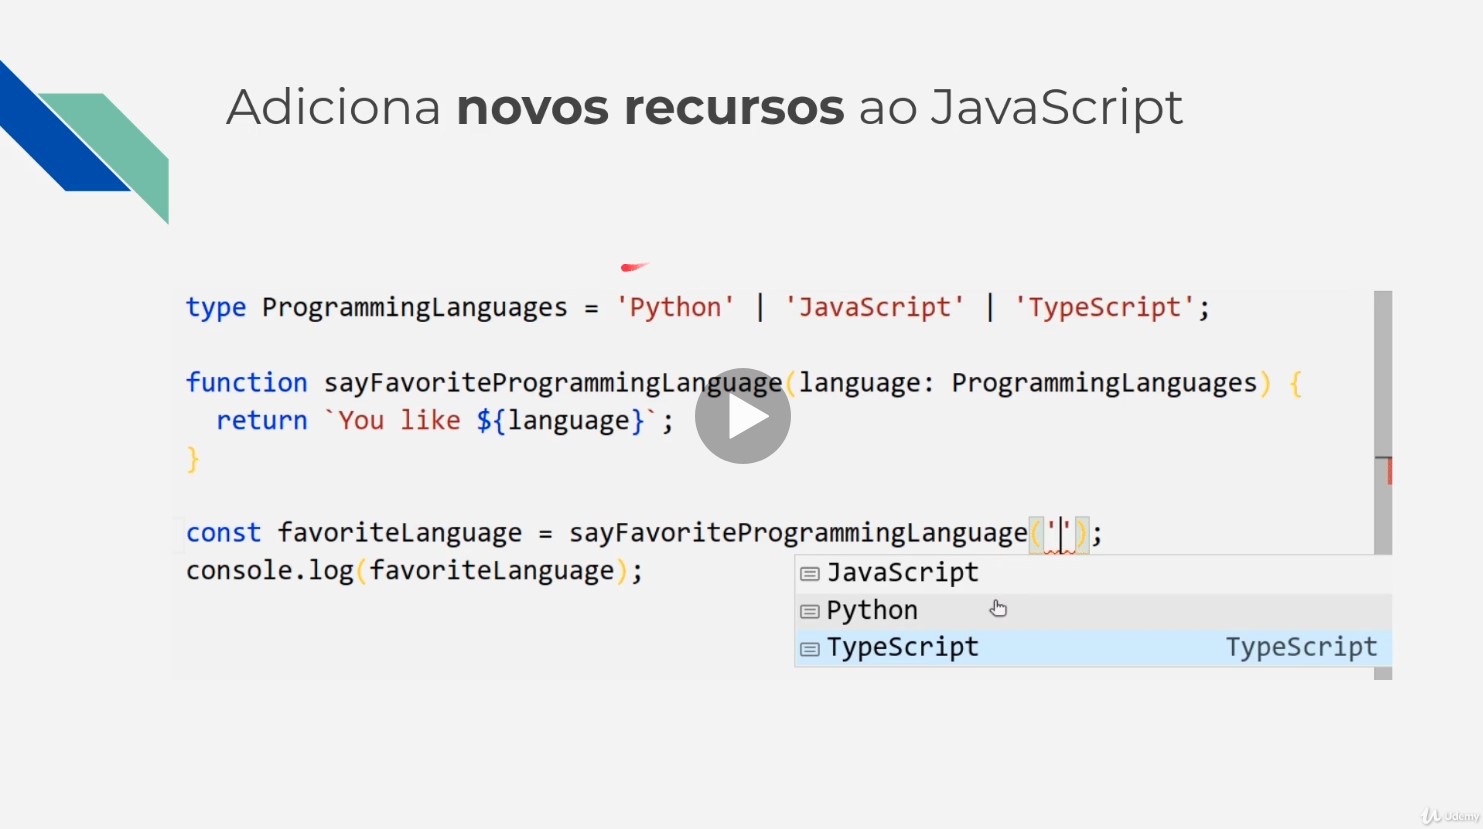 Adiciona novos recursos ao JavaScript
type ProgrammingLanguages = 'Python' | 'JavaScript' | 'TypeScript';
function sayFavoriteProgrammingLanguage(language: ProgrammingLanguages) {
return `You like ${language}`;
}
const favoriteLanguage = sayFavoriteProgrammingLanguage('');
console.log(favoriteLanguage);
JavaScript
Python
TypeScript TypeScript
Udemy